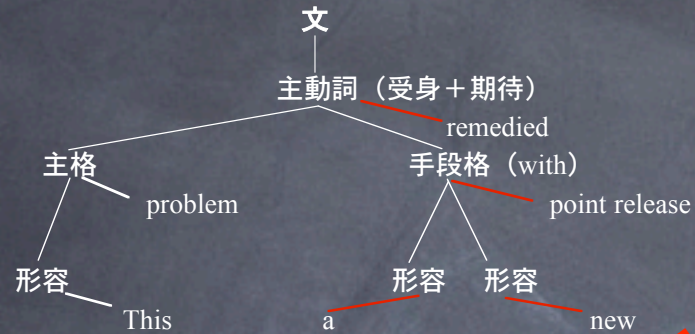 文
主動詞（受身＋期待）
remedied
主格
手段格（with）
problem
point release
形容
形容
形容
This
a
new